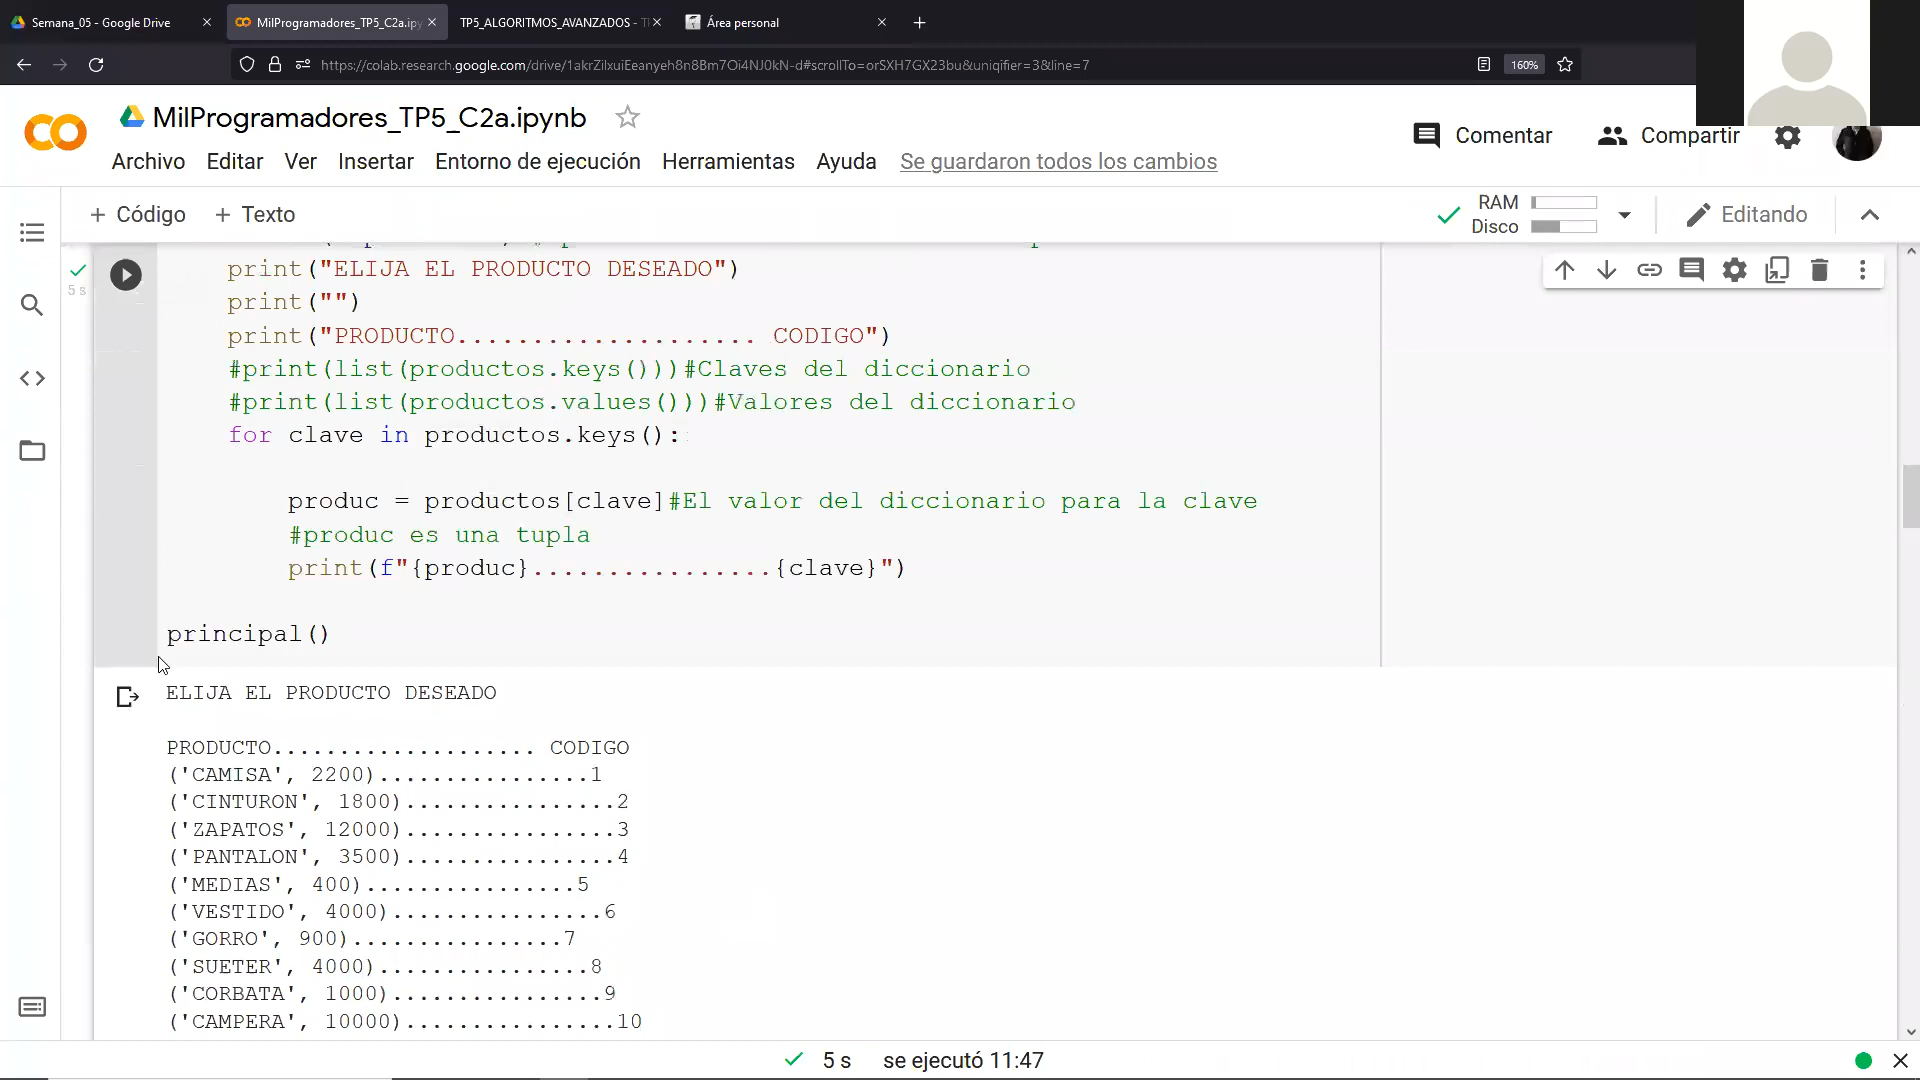 Semana_05 - Google Drive
MilProgramadores_TP5_C2a.ipy
TP5_ALGORITMOS_AVANZADOS -
Área personal
https://colab.research.google.com/drive/1akrZilxuiEeanyeh8n8Bm7Oi4NJ0kN-d#scrollTo=orSXH7GX23bu&uniqifier=3&line=7
160%
MilProgramadores_TP5_C2a.ipynb
Comentar
Compartir
Archivo Editar Ver Insertar Entorno de ejecución Herramientas Ayuda Se guardaron todos los cambios
+ Código + Texto
RAM
Disco
Editando
5 s
print("ELIJA EL PRODUCTO DESEADO")
print("")
print("PRODUCTO.................... CODIGO")
#print(list(productos.keys()))#Claves del diccionario
#print(list(productos.values()))#Valores del diccionario
for clave in productos.keys():
produc = productos[clave]#El valor del diccionario para la clave
#produc es una tupla
print(f"{produc}................{clave}")
principal()
ELIJA EL PRODUCTO DESEADO
PRODUCTO.................... CODIGO
('CAMISA', 2200)................1
('CINTURON', 1800)................2
('ZAPATOS', 12000)................3
('PANTALON', 3500)................4
('MEDIAS', 400)................5
('VESTIDO', 4000)................6
('GORRO', 900)................7
('SUETER', 4000)................8
('CORBATA', 1000)................9
('CAMPERA', 10000)................10
5 s se ejecutó 11:47